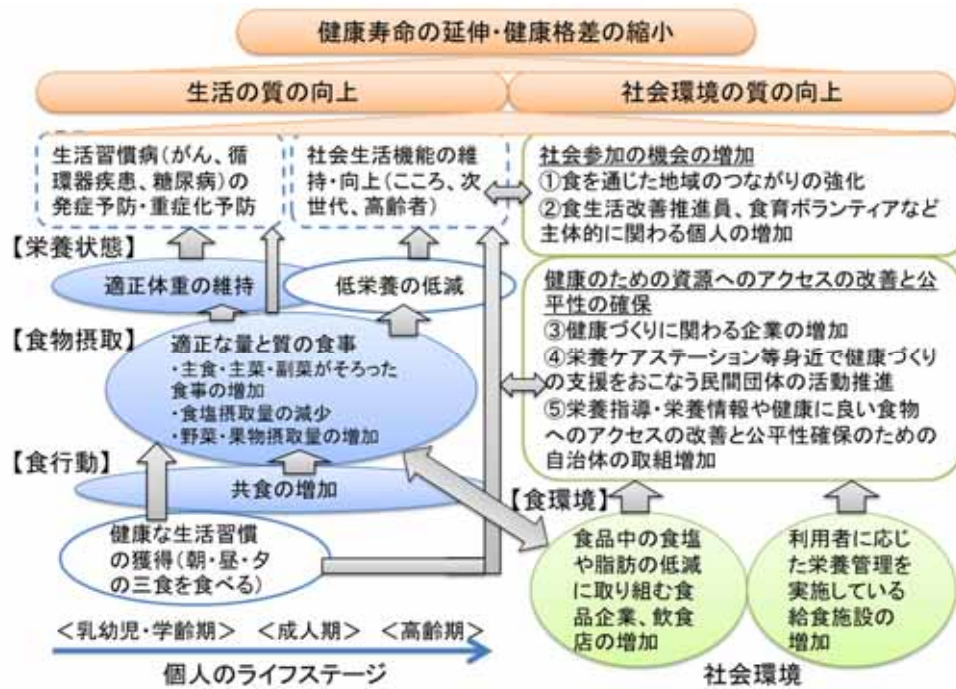 健康寿命の延伸・健康格差の縮小
生活の質の向上
社会環境の質の向上
生活習慣病(がん、循
環器疾患、糖尿病)の
発症予防・重症化予防
社会生活機能の維
持・向上(こころ、次
世代、高齢者)
社会参加の機会の増加
①食を通じた地域のつながりの強化
②食生活改善推進員、食育ボランティアなど
主体的に関わる個人の増加
【栄養状態】
適正体重の維持
低栄養の低減
健康のための資源へのアクセスの改善と公
平性の確保
③健康づくりに関わる企業の増加
④栄養ケアステーション等身近で健康づくり
の支援をおこなう民間団体の活動推進
⑤栄養指導・栄養情報や健康に良い食物
へのアクセスの改善と公平性確保のための
自治体の取組増加
【食物摂取】
適正な量と質の食事
・主食・主菜・副菜がそろった
食事の増加
・食塩摂取量の減少
・野菜・果物摂取量の増加
【食行動】
共食の増加
健康な生活習慣
の獲得(朝・昼・夕
の三食を食べる)
【食環境】
食品中の食塩
や脂肪の低減
に取り組む食
品企業、飲食
店の増加
利用者に応じ
た栄養管理を
実施している
給食施設の
増加
<乳幼児・学齢期> <成人期> <高齢期>
個人のライフステージ
社会環境